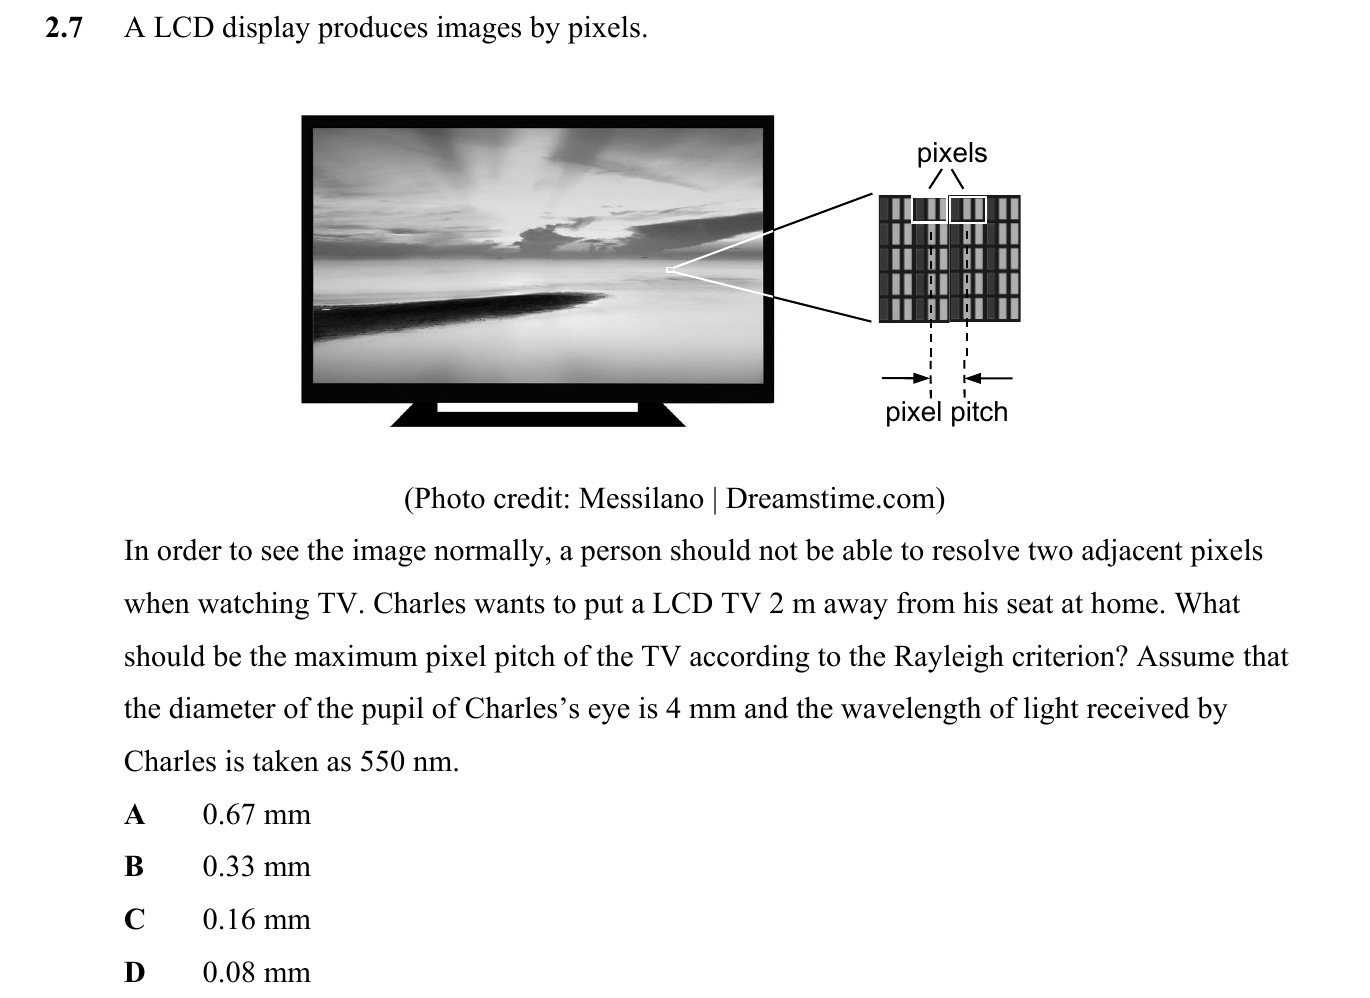 2.7 A LCD display produces images by pixels.
pixels
pixel pitch
(Photo credit: Messilano | Dreamstime.com)
In order to see the image normally, a person should not be able to resolve two adjacent pixels
when watching TV. Charles wants to put a LCD TV 2 m away from his seat at home. What
should be the maximum pixel pitch of the TV according to the Rayleigh criterion? Assume that
the diameter of the pupil of Charles’s eye is 4 mm and the wavelength of light received by
Charles is taken as 550 nm.
A 0.67 mm
B 0.33 mm
C 0.16 mm
D 0.08 mm